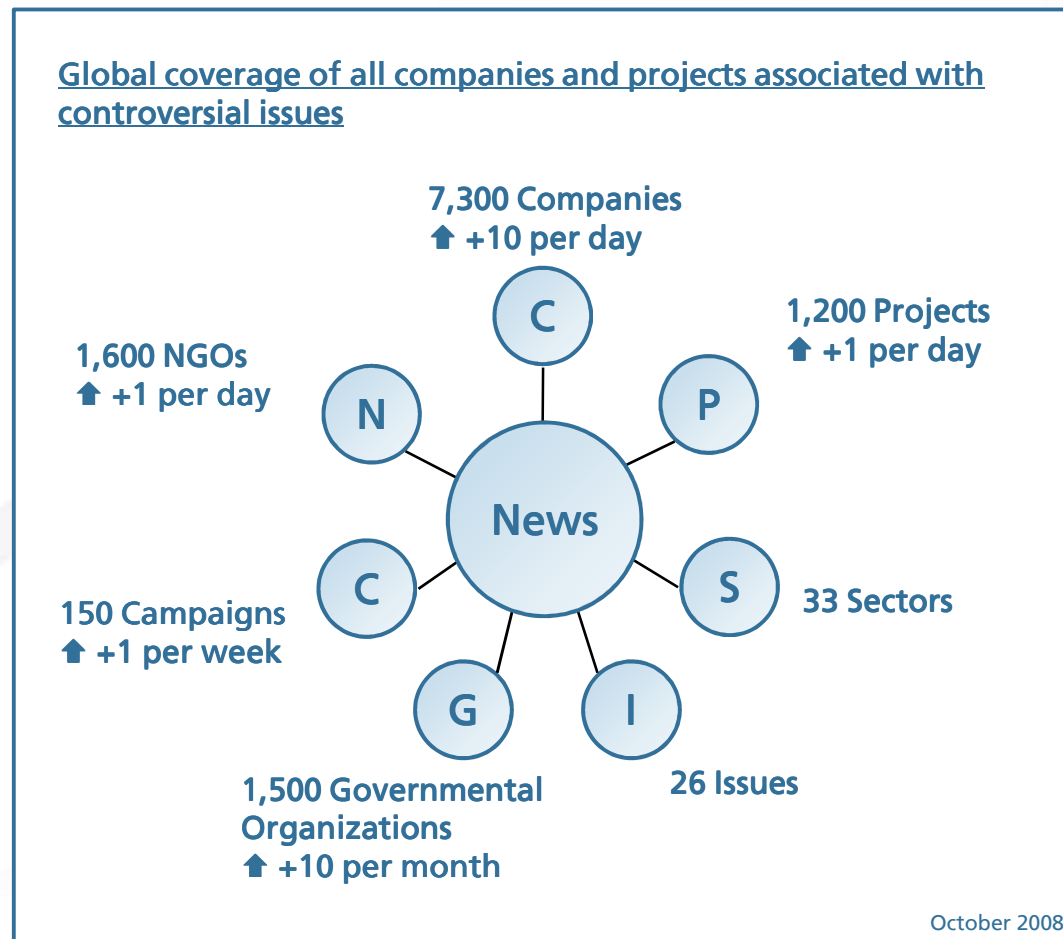 Global coverage of all companies and projects associated with
controversial issues
7,300 Companies
⬆ +10 per day
C
1,200 Projects
⬆ +1 per day
P
1,600 NGOs
⬆ +1 per day
N
News
C
S
33 Sectors
150 Campaigns
⬆ +1 per week
G
I
26 Issues
1,500 Governmental
Organizations
⬆ +10 per month
October 2008